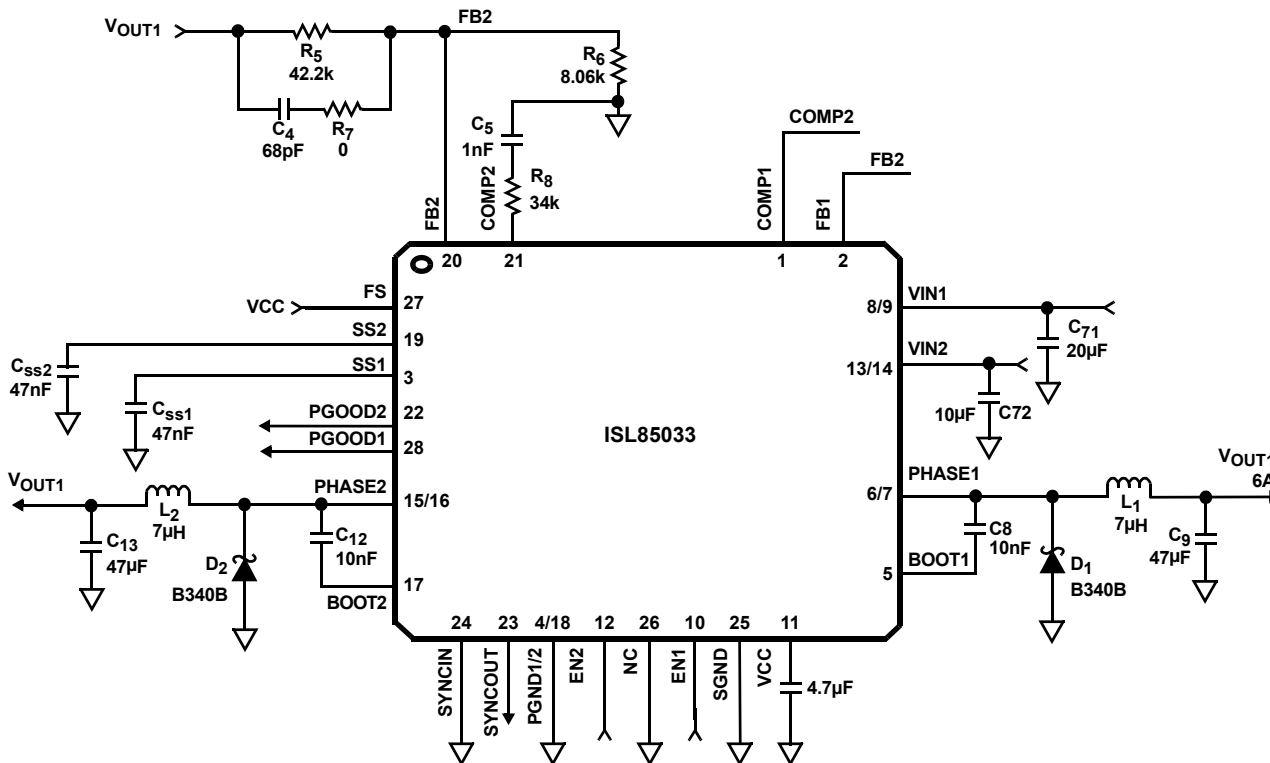 VOUT1
FB2
R5
42.2k
C4
68pF
R7
0
R6
8.06k
C5
1nF
R8
34k
FB2
COMP2
COMP2
COMP1
FB2
FB1
20
21
1
2
VCC
FS
27
SS2
19
CSS2
47nF
SS1
3
CSS1
47nF
PGOOD2
22
PGOOD1
28
ISL85033
8/9
VIN1
C71
20µF
13/14
VIN2
10µF
C72
VOUT1
L2
7µH
C13
47µF
D2
B340B
PHASE2
15/16
C12
10nF
17
BOOT2
6/7
PHASE1
C8
10nF
5
BOOT1
D1
B340B
L1
7µH
C9
47µF
VOUT1
6A
24
23
4/18
12
26
10
25
11
SYNCIN
SYNCOUT
PGND1/2
EN2
NC
EN1
SGND
VCC
4.7µF